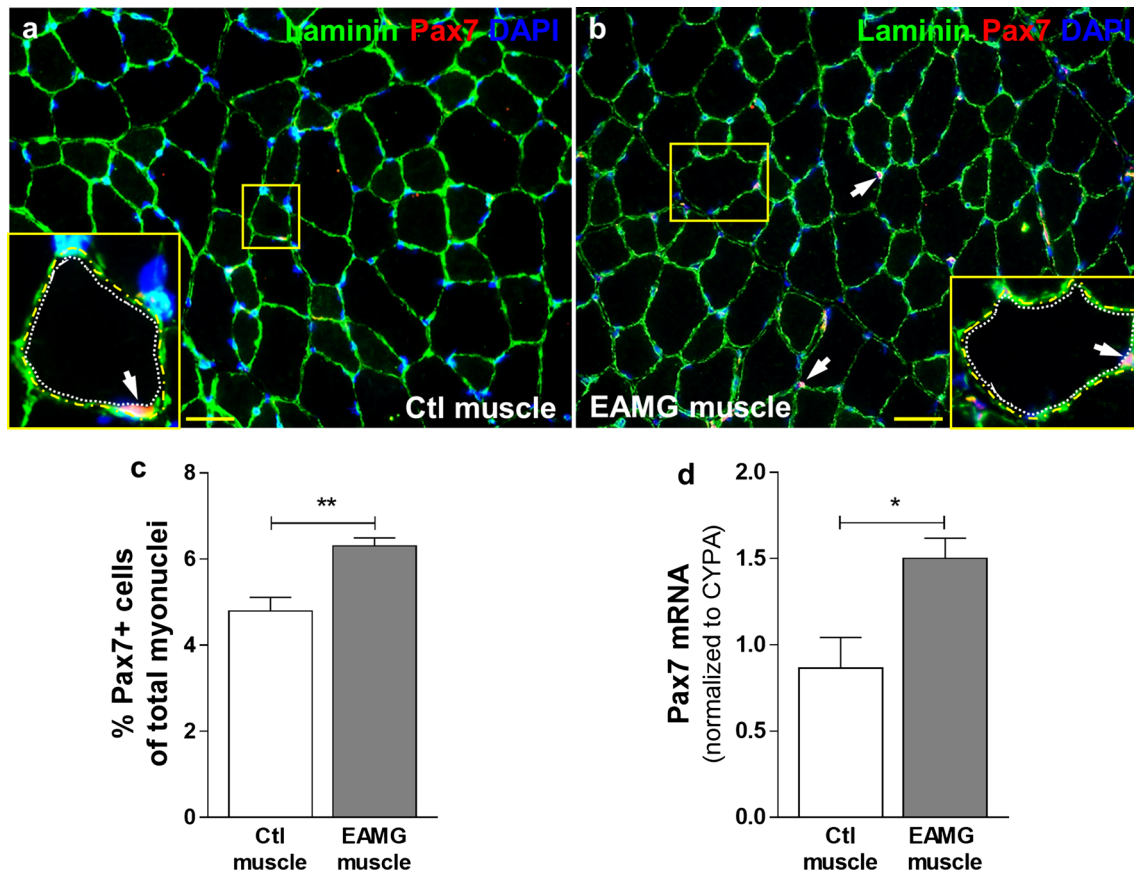 a
Laminin Pax7 DAPI
Ctl muscle
b
Laminin Pax7 DAPI
EAMG muscle
c
% Pax7+ cells
of total myonuclei
8
6
4
2
0
**
Ctl
muscle
EAMG
muscle
d
Pax7 mRNA
(normalized to CYPA)
2.0
1.5
1.0
0.5
0.0
*
Ctl
muscle
EAMG
muscle